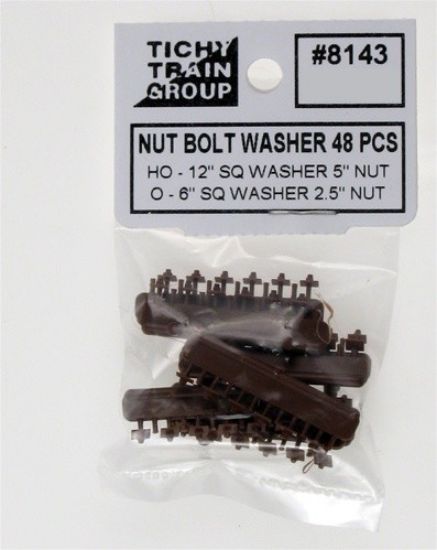 TICHY
TRAIN
GROUP
#8143
NUT BOLT WASHER 48 PCS
HO - 12" SQ WASHER 5" NUT
O - 6" SQ WASHER 2.5" NUT